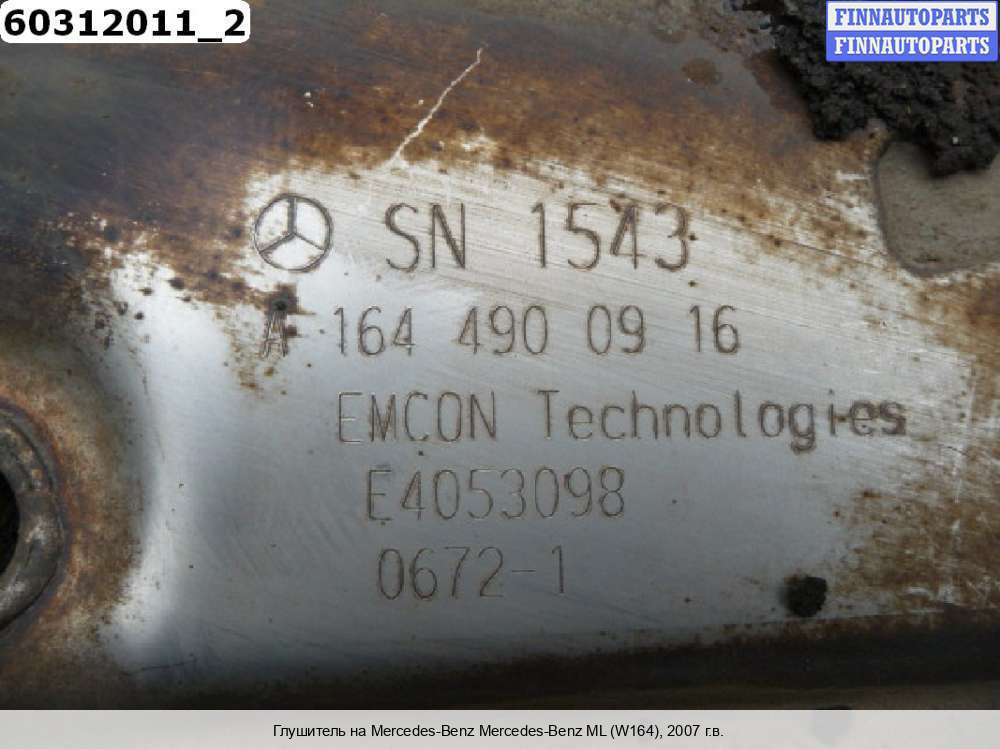 60312011_2
FINNAUTOPARTS
FINNAUTOPARTS
SN 1543
A 164 490 09 16
EMCON Technologies
E4053098
0672-1
Глушитель на Mercedes-Benz Mercedes-Benz ML (W164), 2007 г.в.